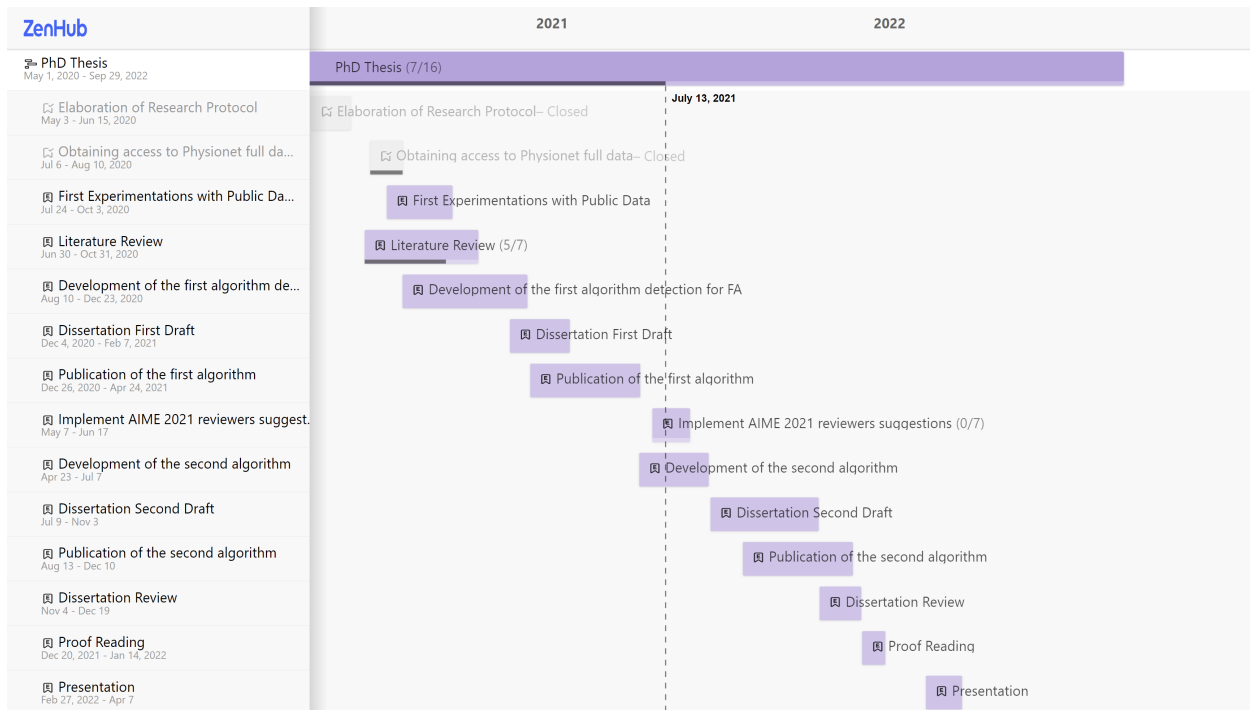 ZenHub
2021
2022
PhD Thesis
May 1, 2020 - Sep 29, 2022
PhD Thesis (7/16)
July 13, 2021
Elaboration of Research Protocol
May 3 - Jun 15, 2020
Elaboration of Research Protocol– Closed
Obtaining access to Physionet full da...
Jul 6 - Aug 10, 2020
Obtaining access to Physionet full data– Closed
First Experimentations with Public Da...
Jul 24 - Oct 3, 2020
First Experimentations with Public Data
Literature Review
Jun 30 - Oct 31, 2020
Literature Review (5/7)
Development of the first algorithm de...
Aug 10 - Dec 23, 2020
Development of the first algorithm detection for FA
Dissertation First Draft
Dec 4, 2020 - Feb 7, 2021
Dissertation First Draft
Publication of the first algorithm
Dec 26, 2020 - Apr 24, 2021
Publication of the first algorithm
Implement AIME 2021 reviewers suggest.
May 7 - Jun 17
Implement AIME 2021 reviewers suggestions (0/7)
Development of the second algorithm
Apr 23 - Jul 7
Development of the second algorithm
Dissertation Second Draft
Jul 9 - Nov 3
Dissertation Second Draft
Publication of the second algorithm
Aug 13 - Dec 10
Publication of the second algorithm
Dissertation Review
Nov 4 - Dec 19
Dissertation Review
Proof Reading
Dec 20, 2021 - Jan 14, 2022
Proof Reading
Presentation
Feb 27, 2022 - Apr 7
Presentation